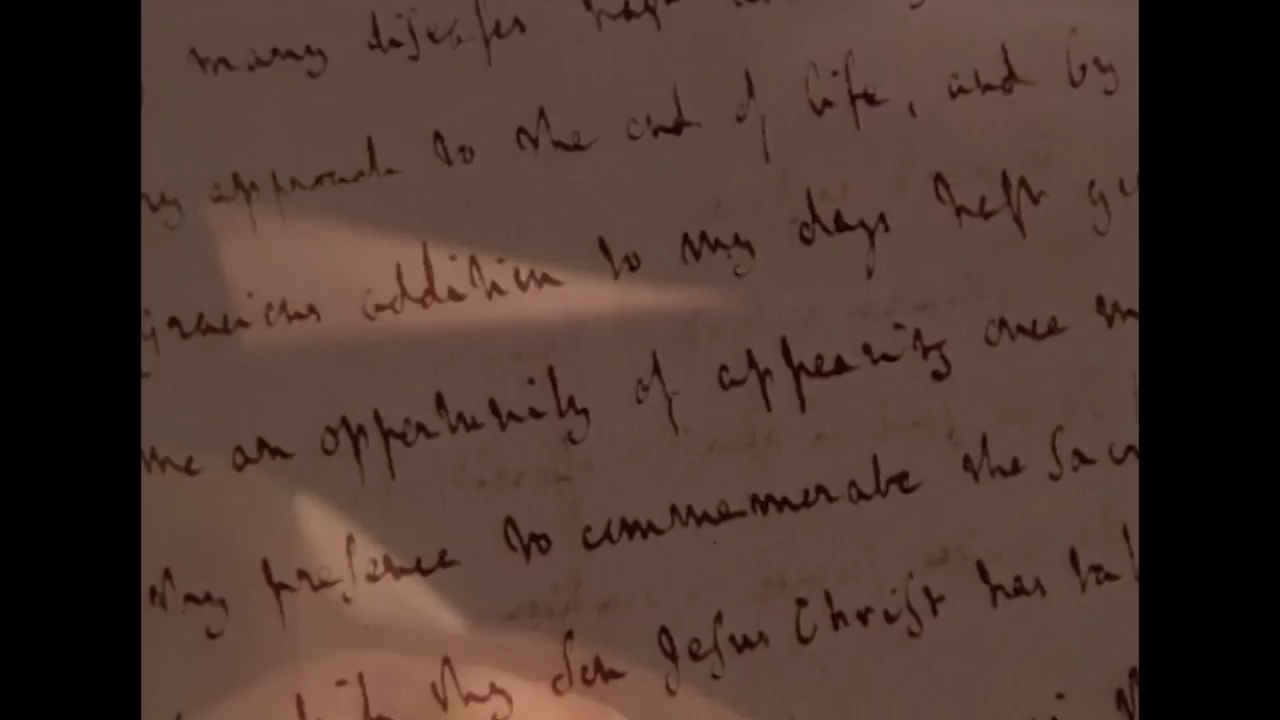 many diseases
my approach to the end of life, and by
gracious addition to my days hast
me an opportunity of appearing once
thy presence to commemorate the
thy Son Jesus Christ has